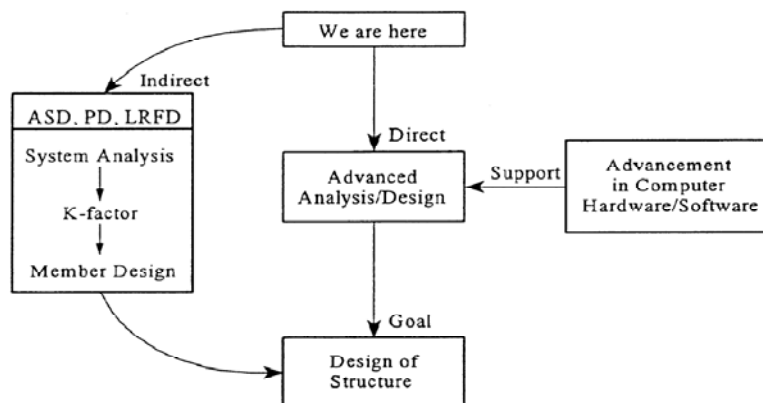 We are here
Indirect
ASD, PD, LRFD
System Analysis
K-factor
Member Design
Direct
Advanced
Analysis/Design
Support
Advancement
in Computer
Hardware/Software
Goal
Design of
Structure